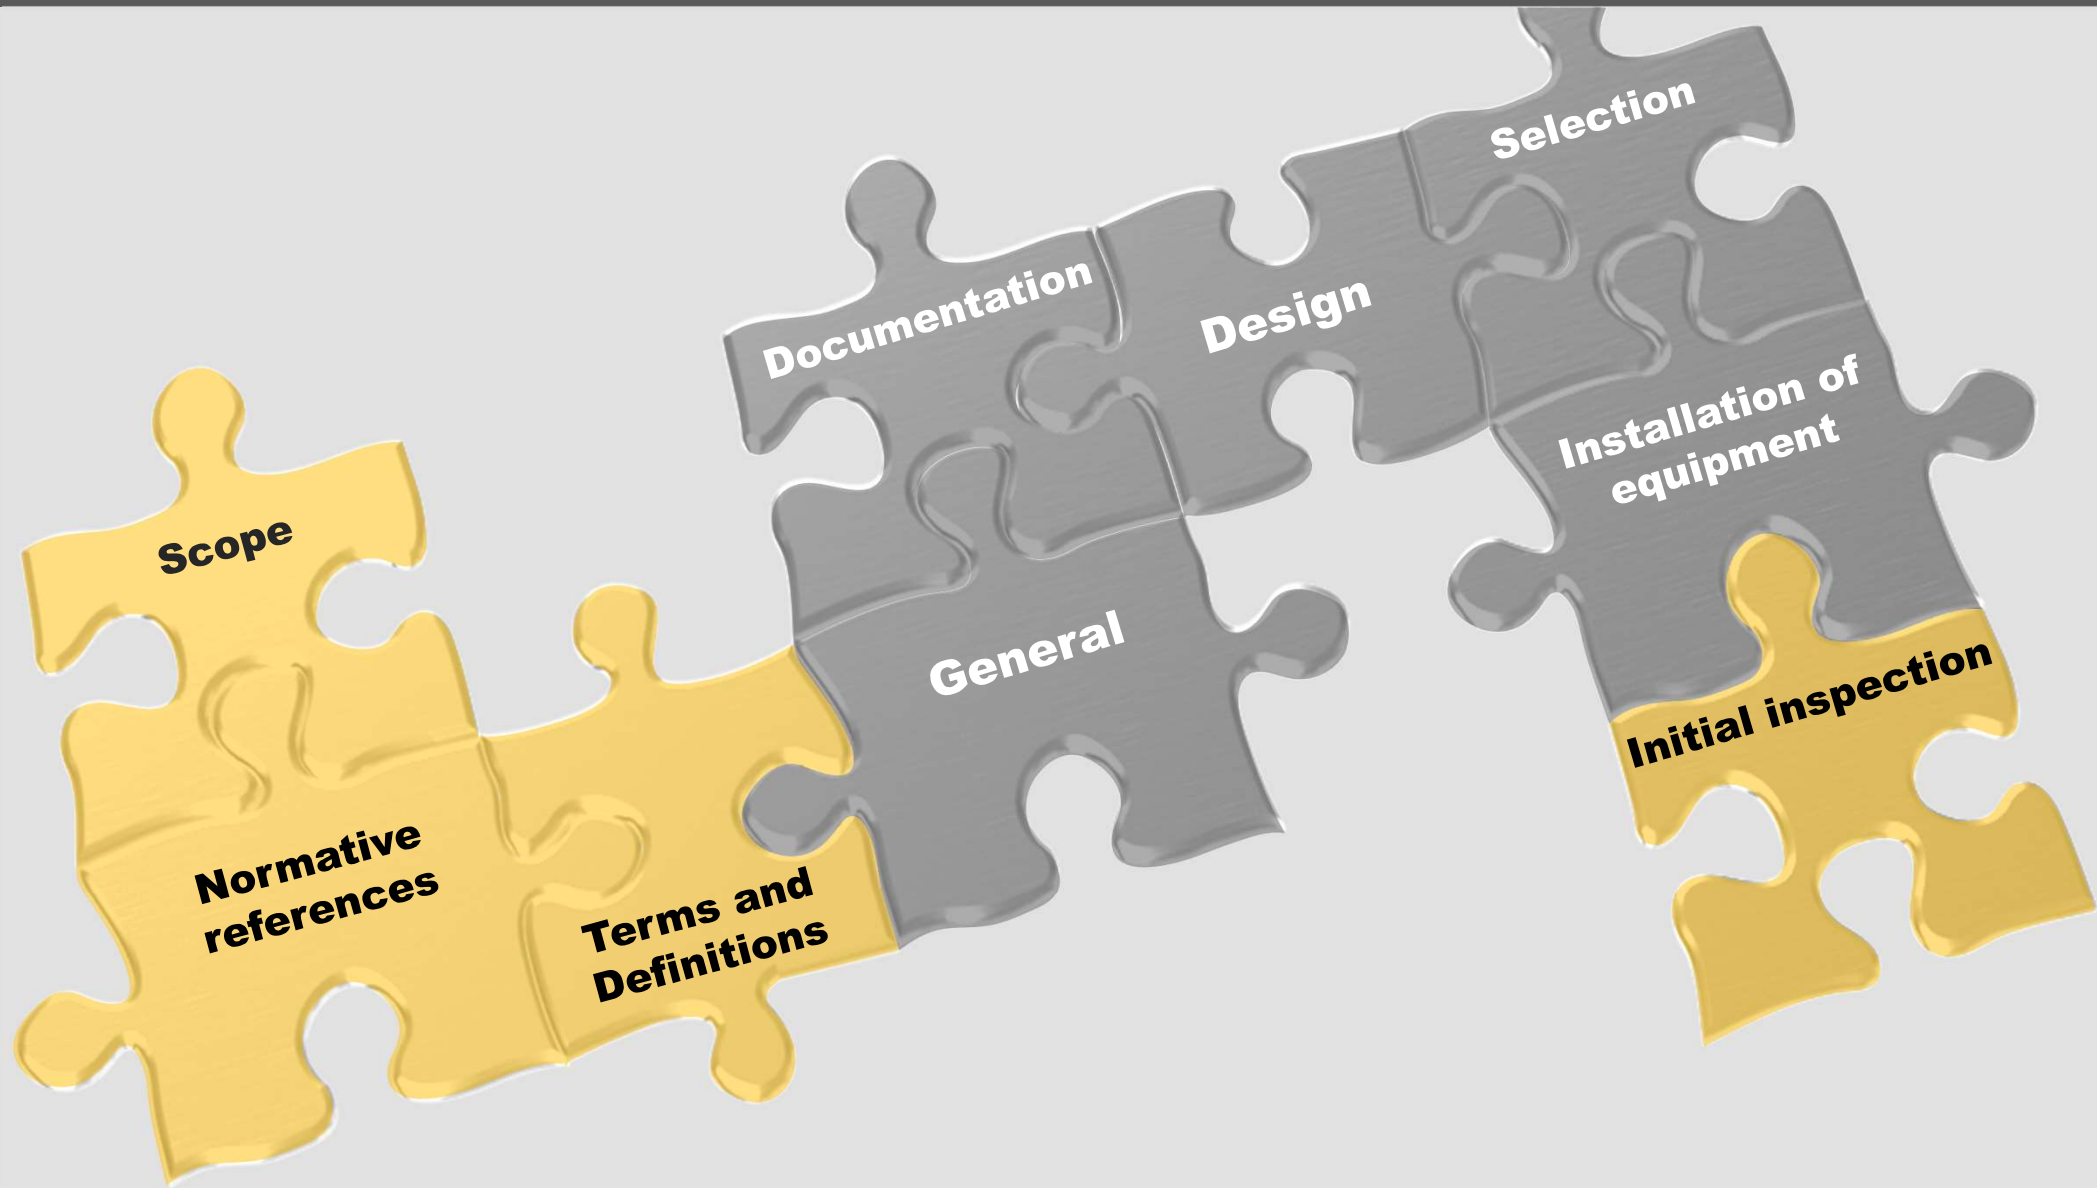 Scope
Normative
references
Terms and
Definitions
General
Documentation
Design
Selection
Installation of
equipment
Initial inspection